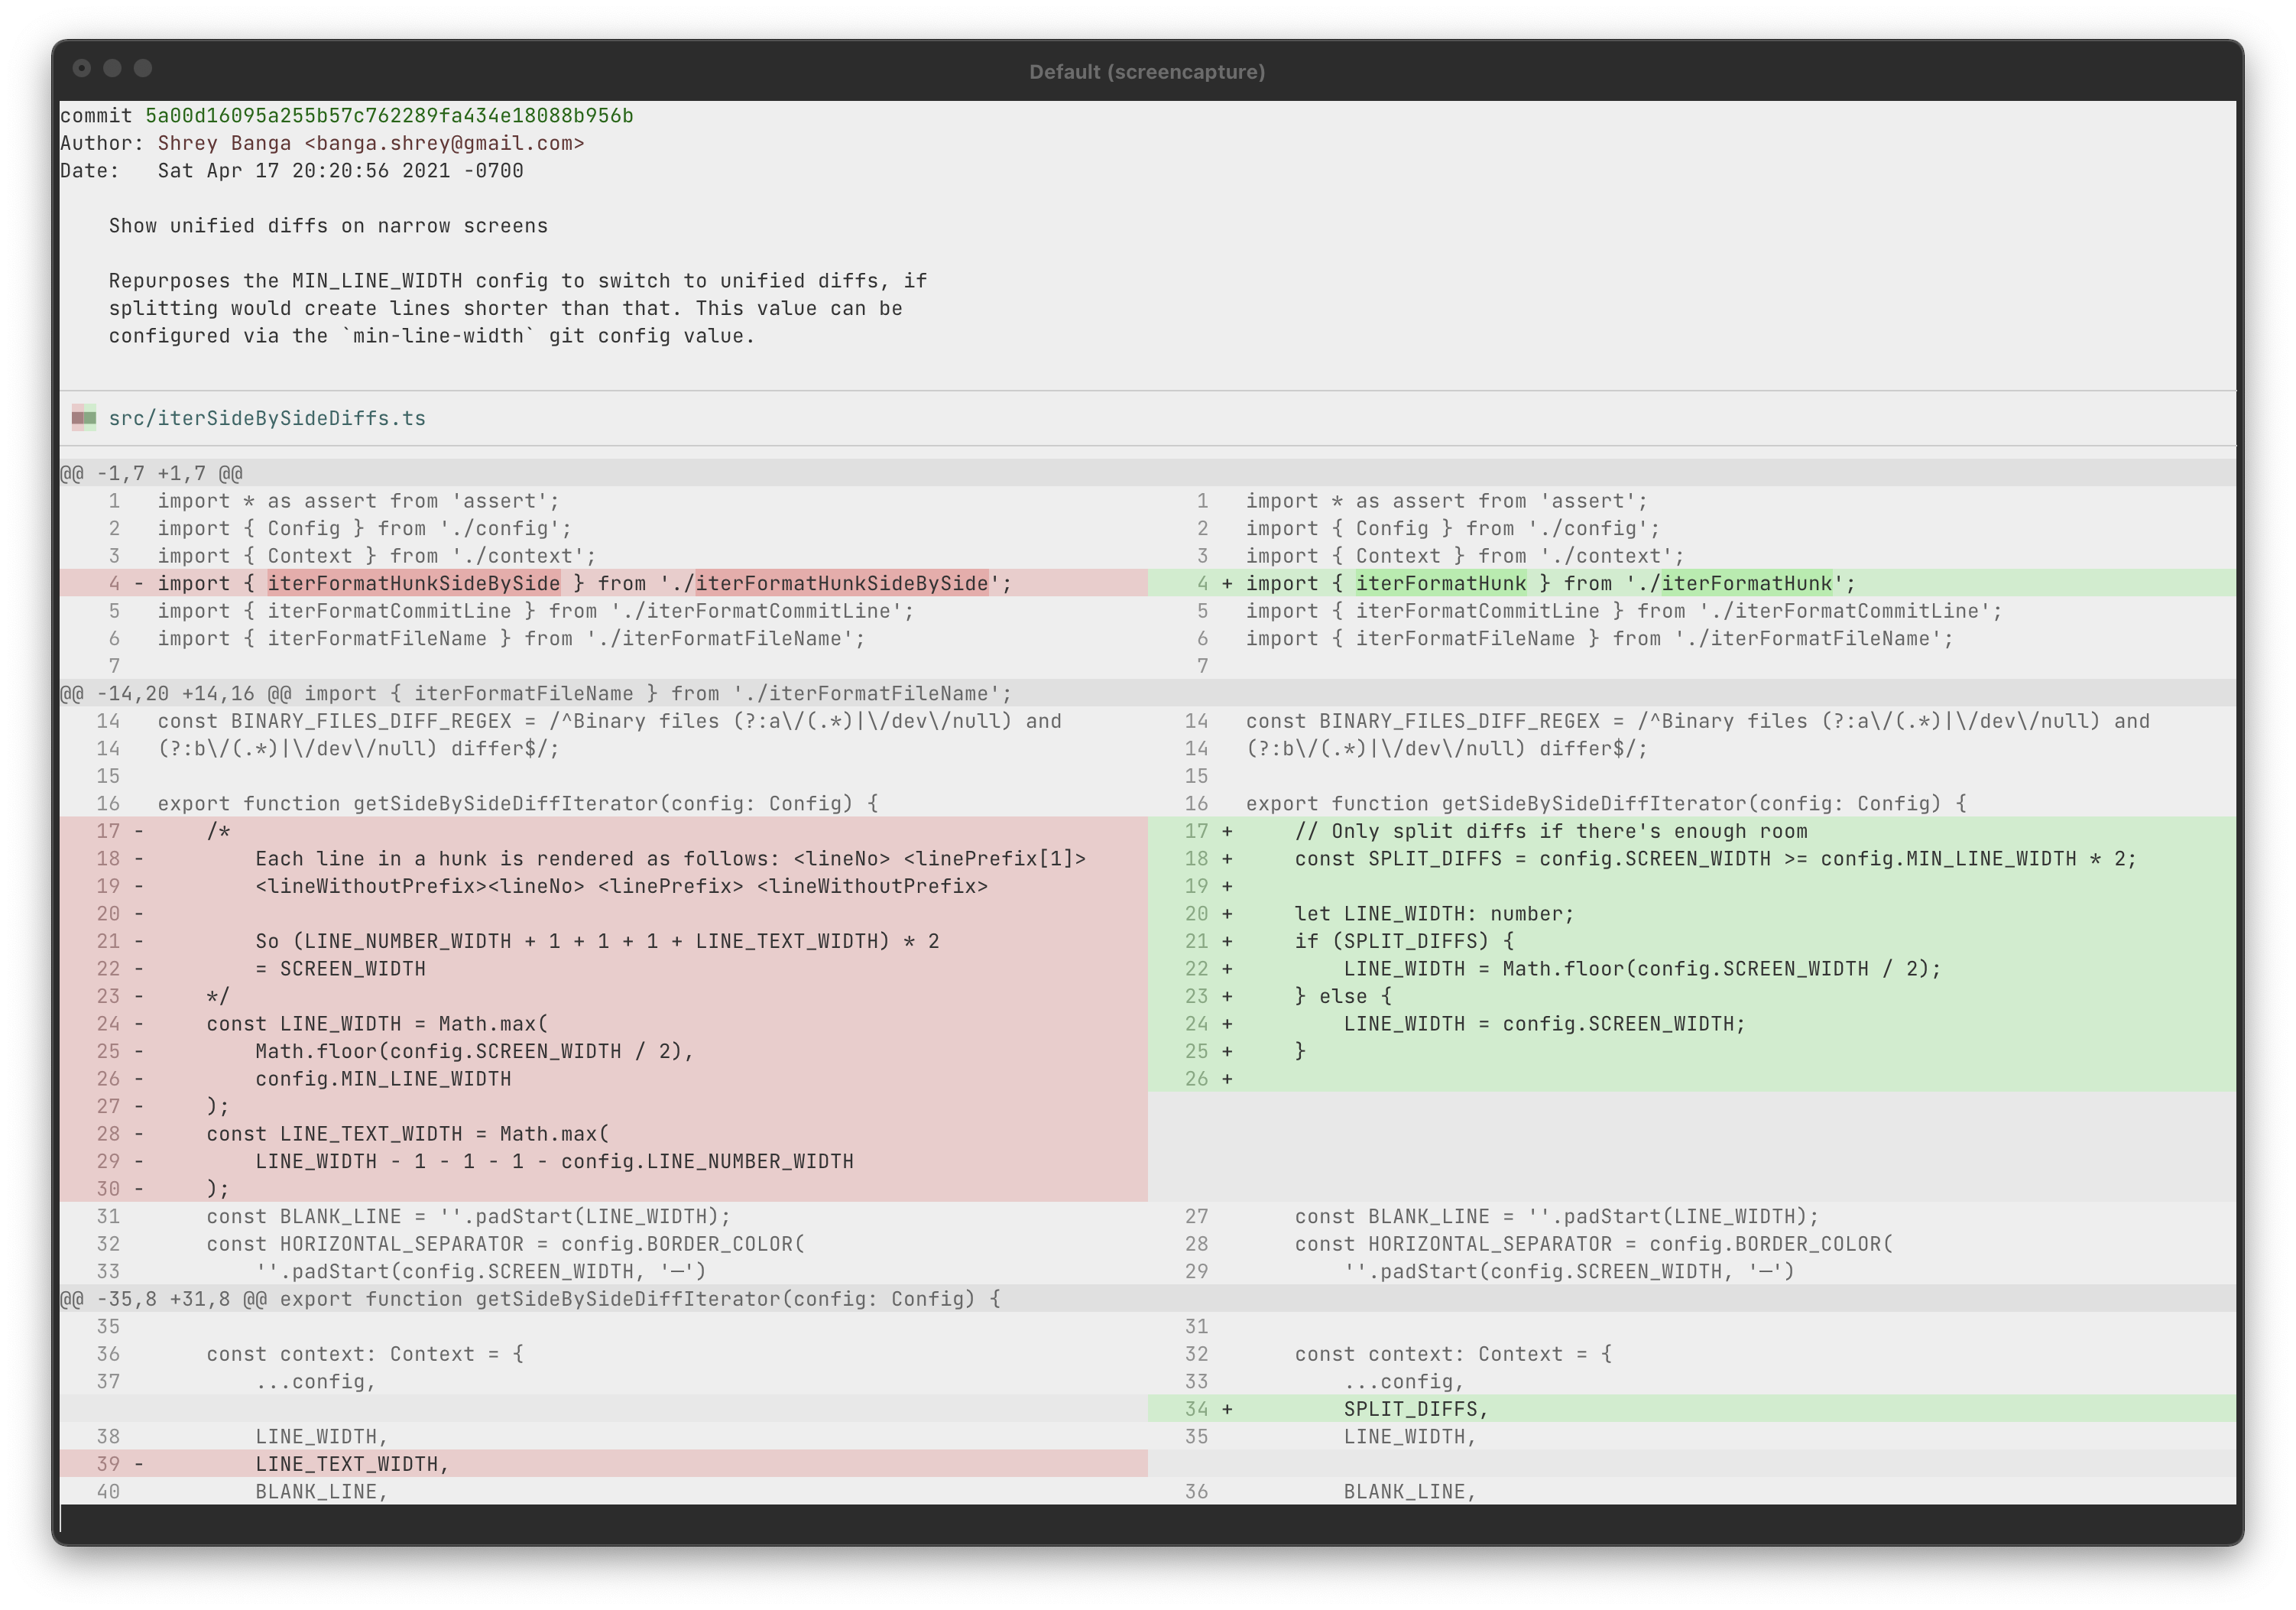 Default (screencapture)
commit 5a00d16095a255b57c762289fa434e18088b956b
Author: Shrey Banga <banga.shrey@gmail.com>
Date:   Sat Apr 17 20:20:56 2021 -0700
    Show unified diffs on narrow screens
    Repurposes the MIN_LINE_WIDTH config to switch to unified diffs, if
    splitting would create lines shorter than that. This value can be
    configured via the `min-line-width` git config value.
src/iterSideBySideDiffs.ts
@@ -1,7 +1,7 @@
1   import * as assert from 'assert';   1   import * as assert from 'assert';
2   import { Config } from './config';   2   import { Config } from './config';
3   import { Context } from './context';   3   import { Context } from './context';
4 - import { iterFormatHunkSideBySide } from './iterFormatHunkSideBySide';   4 + import { iterFormatHunk } from './iterFormatHunk';
5   import { iterFormatCommitLine } from './iterFormatCommitLine';   5   import { iterFormatCommitLine } from './iterFormatCommitLine';
6   import { iterFormatFileName } from './iterFormatFileName';   6   import { iterFormatFileName } from './iterFormatFileName';
7   7
@@ -14,20 +14,16 @@ import { iterFormatFileName } from './iterFormatFileName';
14   const BINARY_FILES_DIFF_REGEX = /^Binary files (?:a\/(.*)|\/dev\/null) and   14   const BINARY_FILES_DIFF_REGEX = /^Binary files (?:a\/(.*)|\/dev\/null) and
14   (?:b\/(.*)|\/dev\/null) differ$/;   14   (?:b\/(.*)|\/dev\/null) differ$/;
15   15
16   export function getSideBySideDiffIterator(config: Config) {   16   export function getSideBySideDiffIterator(config: Config) {
17 -     /*   17 +     // Only split diffs if there's enough room
18 -         Each line in a hunk is rendered as follows: <lineNo> <linePrefix[1]>   18 +     const SPLIT_DIFFS = config.SCREEN_WIDTH >= config.MIN_LINE_WIDTH * 2;
19 -         <lineWithoutPrefix><lineNo> <linePrefix> <lineWithoutPrefix>   19 +
20 -   20 +     let LINE_WIDTH: number;
21 -         So (LINE_NUMBER_WIDTH + 1 + 1 + 1 + LINE_TEXT_WIDTH) * 2   21 +     if (SPLIT_DIFFS) {
22 -         = SCREEN_WIDTH   22 +         LINE_WIDTH = Math.floor(config.SCREEN_WIDTH / 2);
23 -     */   23 +     } else {
24 -     const LINE_WIDTH = Math.max(   24 +         LINE_WIDTH = config.SCREEN_WIDTH;
25 -         Math.floor(config.SCREEN_WIDTH / 2),   25 +     }
26 -         config.MIN_LINE_WIDTH   26 +
27 -     );
28 -     const LINE_TEXT_WIDTH = Math.max(
29 -         LINE_WIDTH - 1 - 1 - 1 - config.LINE_NUMBER_WIDTH
30 -     );
31       const BLANK_LINE = ''.padStart(LINE_WIDTH);   27       const BLANK_LINE = ''.padStart(LINE_WIDTH);
32       const HORIZONTAL_SEPARATOR = config.BORDER_COLOR(   28       const HORIZONTAL_SEPARATOR = config.BORDER_COLOR(
33           ''.padStart(config.SCREEN_WIDTH, '─')   29           ''.padStart(config.SCREEN_WIDTH, '─')
@@ -35,8 +31,8 @@ export function getSideBySideDiffIterator(config: Config) {
35   31
36       const context: Context = {   32       const context: Context = {
37           ...config,   33           ...config,
34 +         SPLIT_DIFFS,
38           LINE_WIDTH,   35           LINE_WIDTH,
39 -         LINE_TEXT_WIDTH,
40           BLANK_LINE,   36           BLANK_LINE,